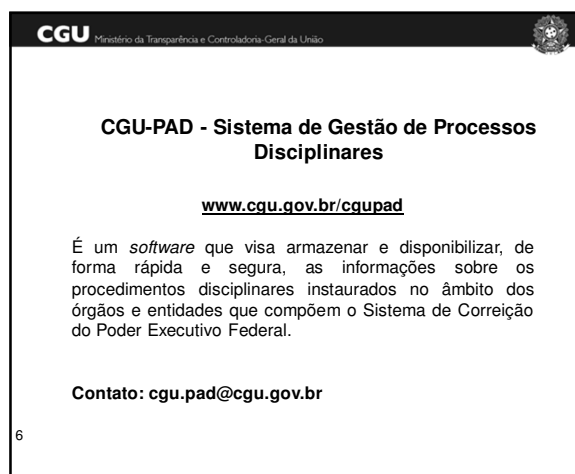 CGU Ministério da Transparência e Controladoria-Geral da União
CGU-PAD - Sistema de Gestão de Processos
Disciplinares
www.cgu.gov.br/cgupad
É um software que visa armazenar e disponibilizar, de
forma rápida e segura, as informações sobre os
procedimentos disciplinares instaurados no âmbito dos
órgãos e entidades que compõem o Sistema de Correição
do Poder Executivo Federal.
Contato: cgu.pad@cgu.gov.br
6